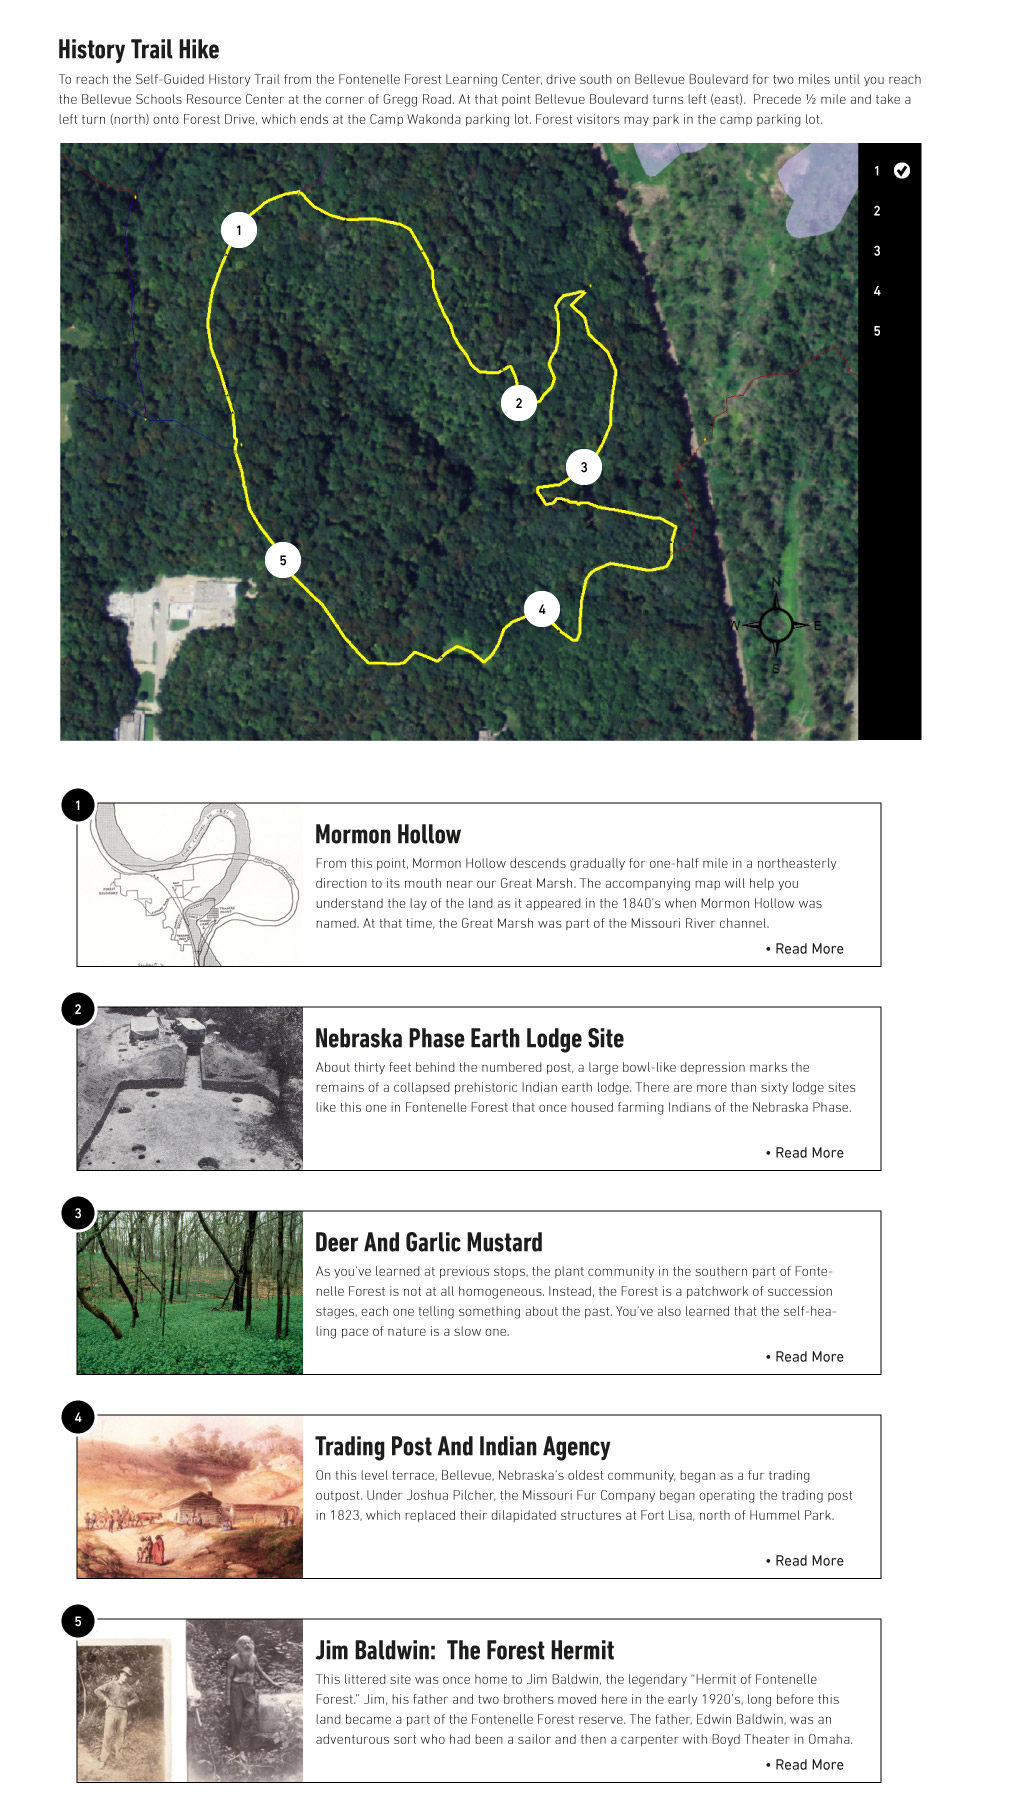 History Trail Hike
To reach the Self-Guided History Trail from the Fontenelle Forest Learning Center, drive south on Bellevue Boulevard for two miles until you reach
the Bellevue Schools Resource Center at the corner of Gregg Road. At that point Bellevue Boulevard turns left (east).  Precede ½ mile and take a
left turn (north) onto Forest Drive, which ends at the Camp Wakonda parking lot. Forest visitors may park in the camp parking lot.
1
2
3
4
5
1
2
3
5
4
N
W E
S
1
Mormon Hollow
From this point, Mormon Hollow descends gradually for one-half mile in a northeasterly
direction to its mouth near our Great Marsh. The accompanying map will help you
understand the lay of the land as it appeared in the 1840's when Mormon Hollow was
named. At that time, the Great Marsh was part of the Missouri River channel.
• Read More
2
Nebraska Phase Earth Lodge Site
About thirty feet behind the numbered post, a large bowl-like depression marks the
remains of a collapsed prehistoric Indian earth lodge. There are more than sixty lodge sites
like this one in Fontenelle Forest that once housed farming Indians of the Nebraska Phase.
• Read More
3
Deer And Garlic Mustard
As you've learned at previous stops, the plant community in the southern part of Fonte-
nelle Forest is not at all homogeneous. Instead, the Forest is a patchwork of succession
stages, each one telling something about the past. You've also learned that the self-hea-
ling pace of nature is a slow one.
• Read More
4
Trading Post And Indian Agency
On this level terrace, Bellevue, Nebraska's oldest community, began as a fur trading
outpost. Under Joshua Pilcher, the Missouri Fur Company began operating the trading post
in 1823, which replaced their dilapidated structures at Fort Lisa, north of Hummel Park.
• Read More
5
Jim Baldwin:  The Forest Hermit
This littered site was once home to Jim Baldwin, the legendary "Hermit of Fontenelle
Forest." Jim, his father and two brothers moved here in the early 1920's, long before this
land became a part of the Fontenelle Forest reserve. The father, Edwin Baldwin, was an
adventurous sort who had been a sailor and then a carpenter with Boyd Theater in Omaha.
• Read More